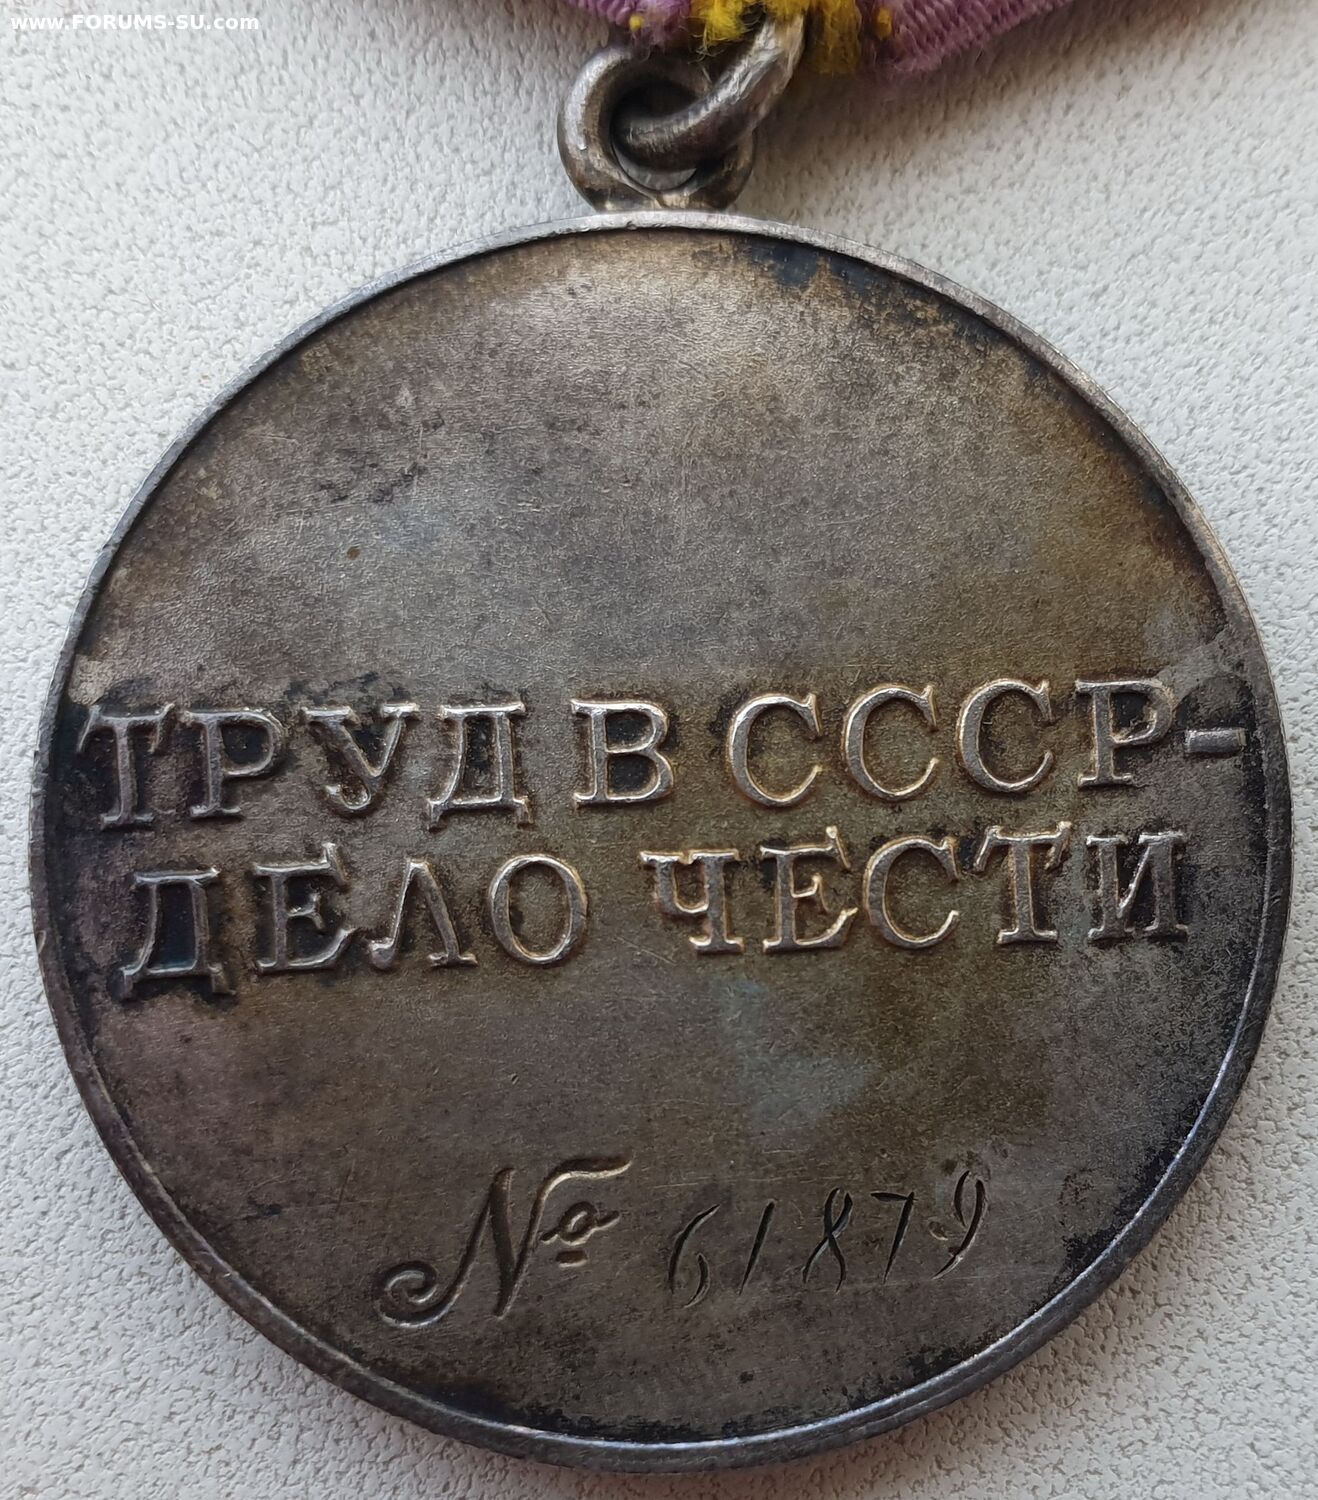 www.FORUMS-SU.com
ТРУД В СССР-
ДЕЛО ЧЕСТИ
№ 61879